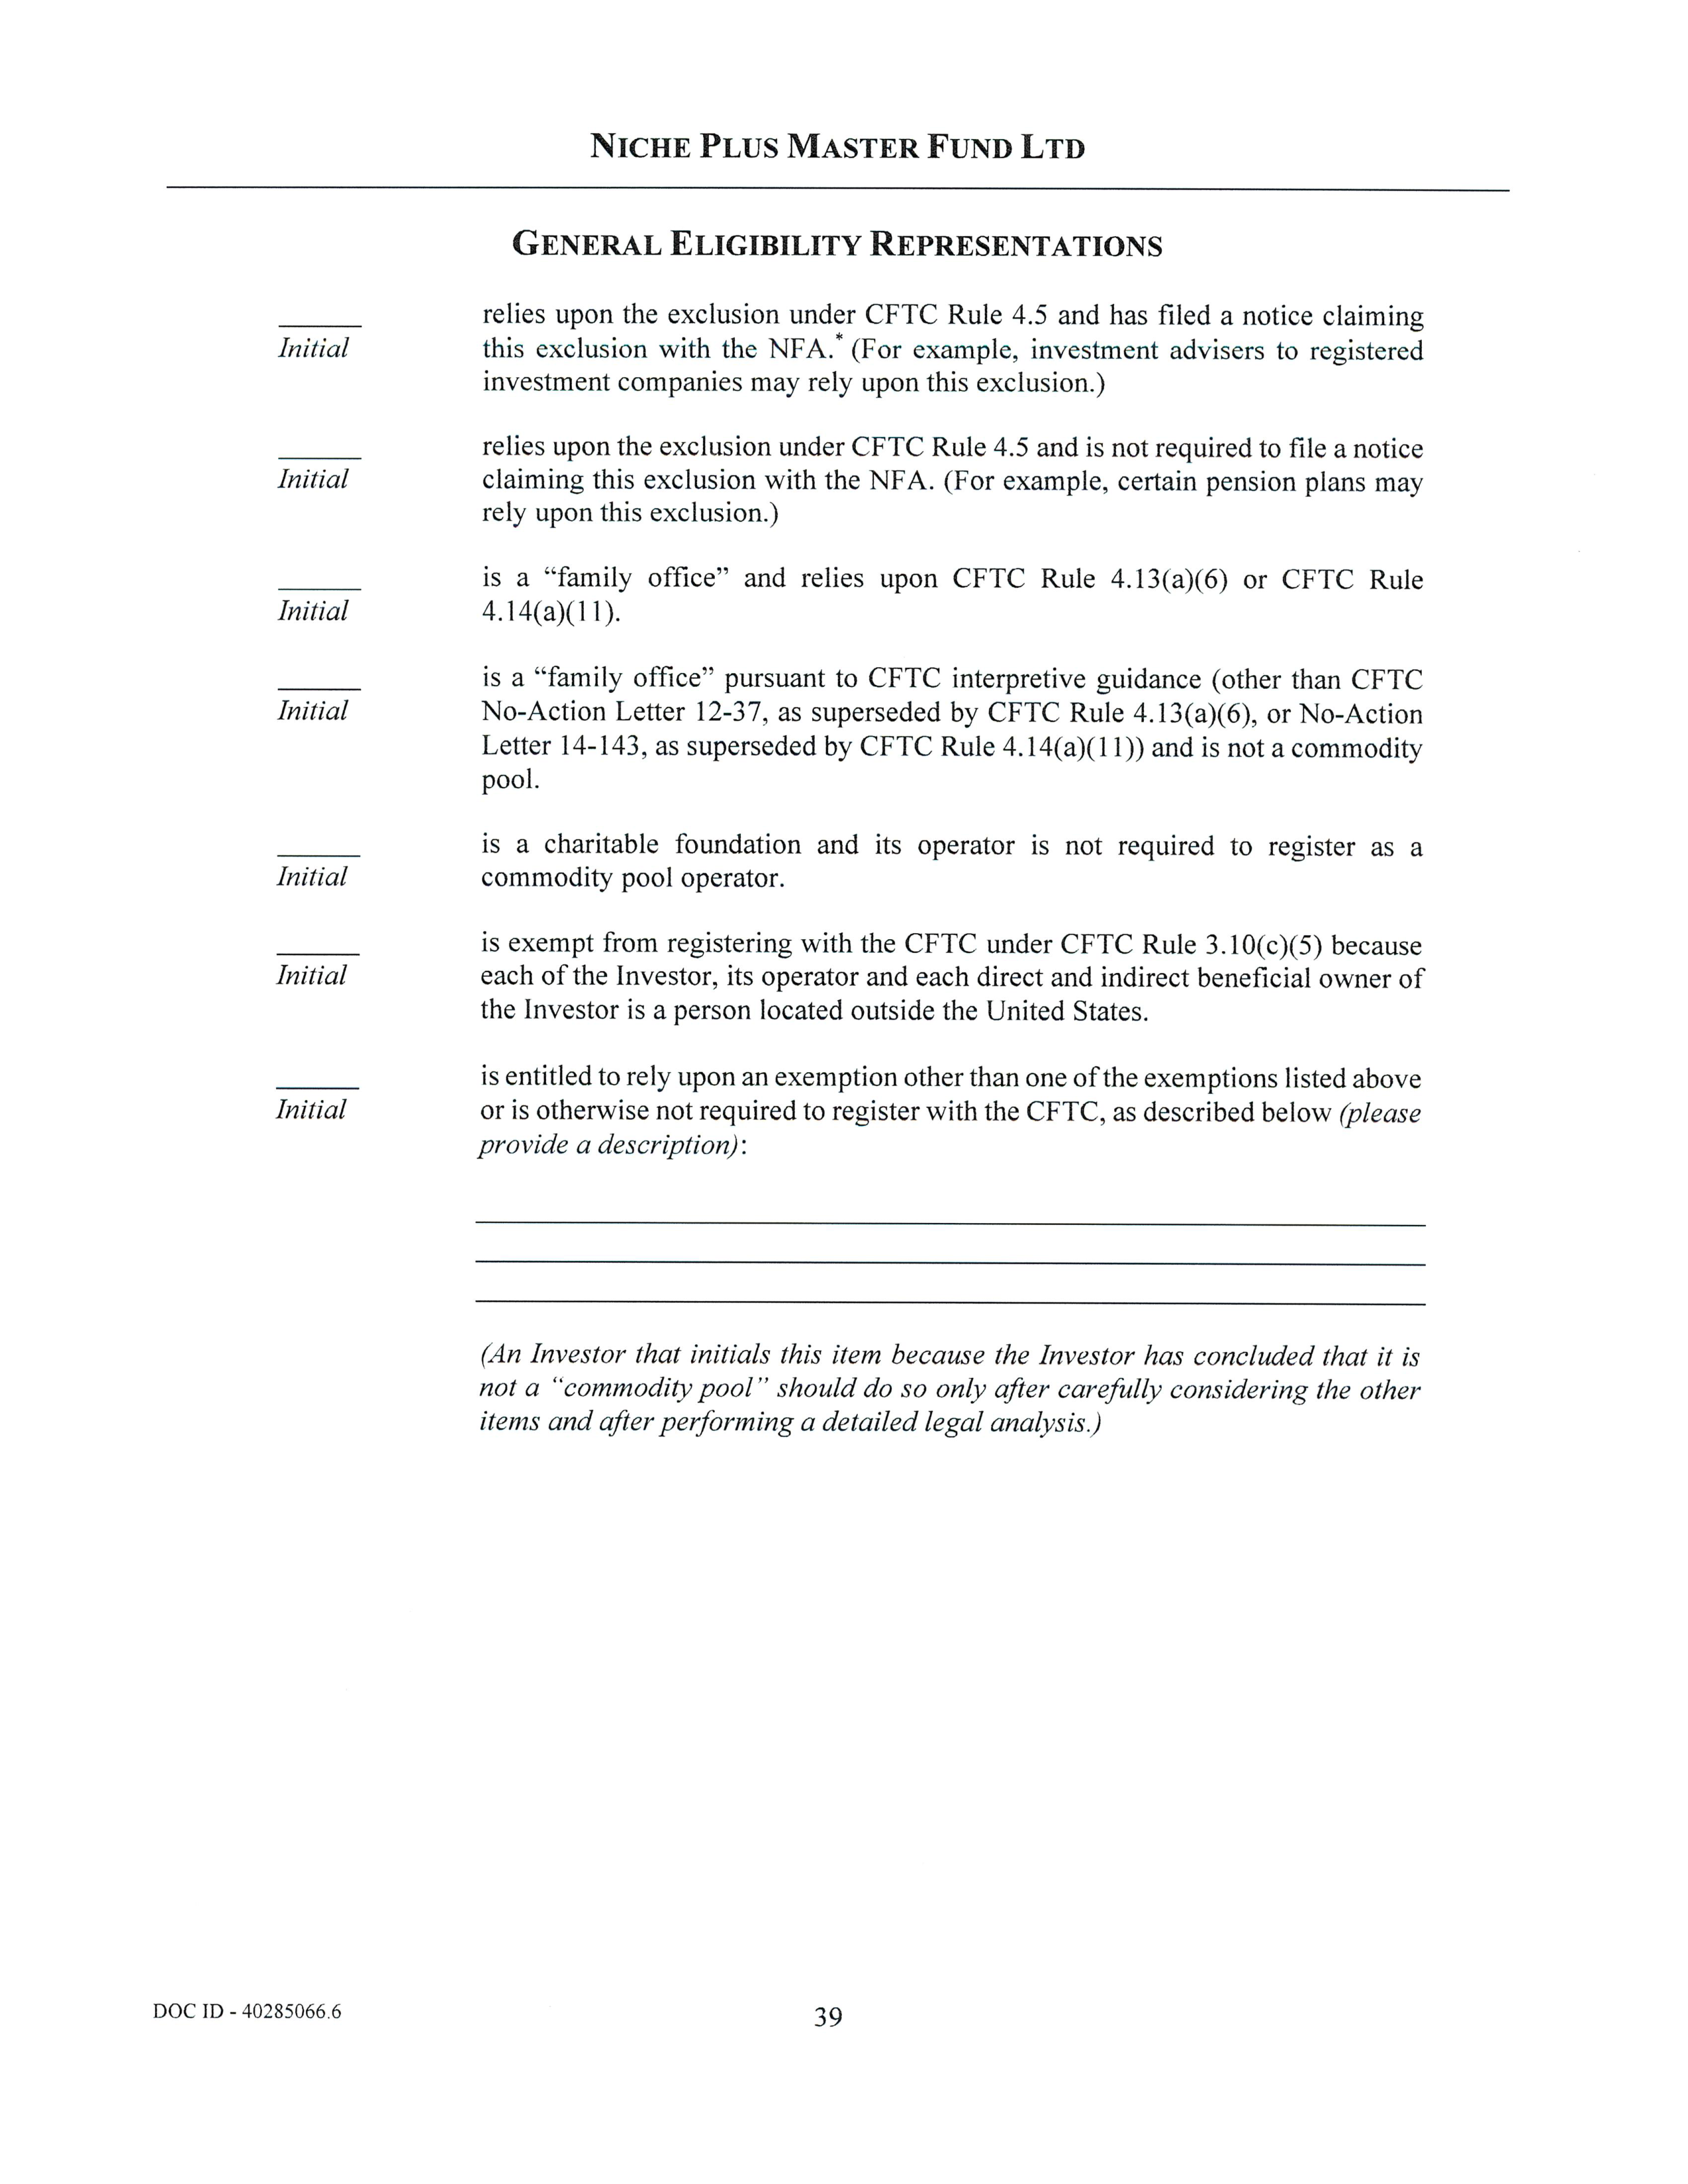 NICHE PLUS MASTER FUND LTD
GENERAL ELIGIBILITY REPRESENTATIONS
Initial
relies upon the exclusion under CFTC Rule 4.5 and has filed a notice claiming
this exclusion with the NFA.* (For example, investment advisers to registered
investment companies may rely upon this exclusion.)
Initial
relies upon the exclusion under CFTC Rule 4.5 and is not required to file a notice
claiming this exclusion with the NFA. (For example, certain pension plans may
rely upon this exclusion.)
Initial
is a “family office” and relies upon CFTC Rule 4.13(a)(6) or CFTC Rule
4.14(a)(11).
Initial
is a “family office” pursuant to CFTC interpretive guidance (other than CFTC
No-Action Letter 12-37, as superseded by CFTC Rule 4.13(a)(6), or No-Action
Letter 14-143, as superseded by CFTC Rule 4.14(a)(11)) and is not a commodity
pool.
Initial
is a charitable foundation and its operator is not required to register as a
commodity pool operator.
Initial
is exempt from registering with the CFTC under CFTC Rule 3.10(c)(5) because
each of the Investor, its operator and each direct and indirect beneficial owner of
the Investor is a person located outside the United States.
Initial
is entitled to rely upon an exemption other than one of the exemptions listed above
or is otherwise not required to register with the CFTC, as described below (please
provide a description):
(An Investor that initials this item because the Investor has concluded that it is
not a “commodity pool” should do so only after carefully considering the other
items and after performing a detailed legal analysis.)
DOC ID - 40285066.6
39